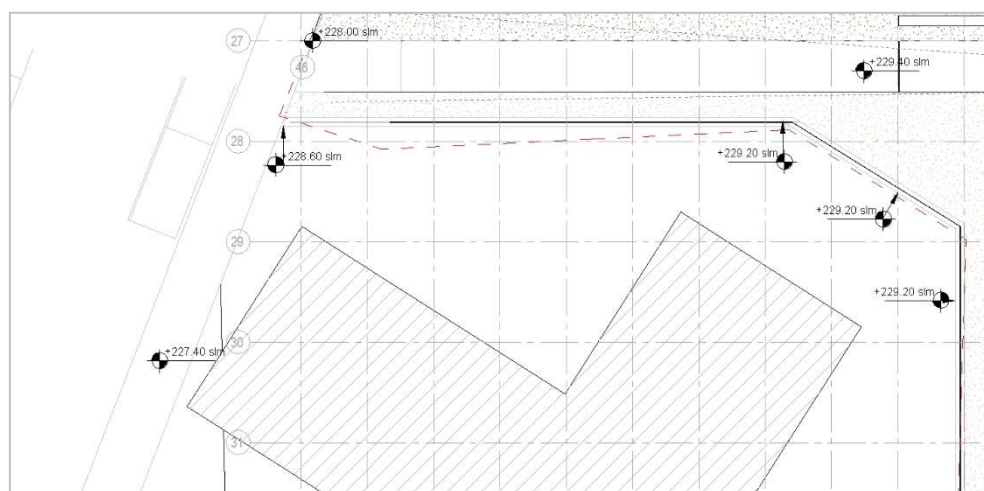 +228.00 slm
27
+229.40 slm
46
28
+228.60 slm
+229.20 slm
+229.20 slm
29
+229.20 slm
30
+227.40 slm
31